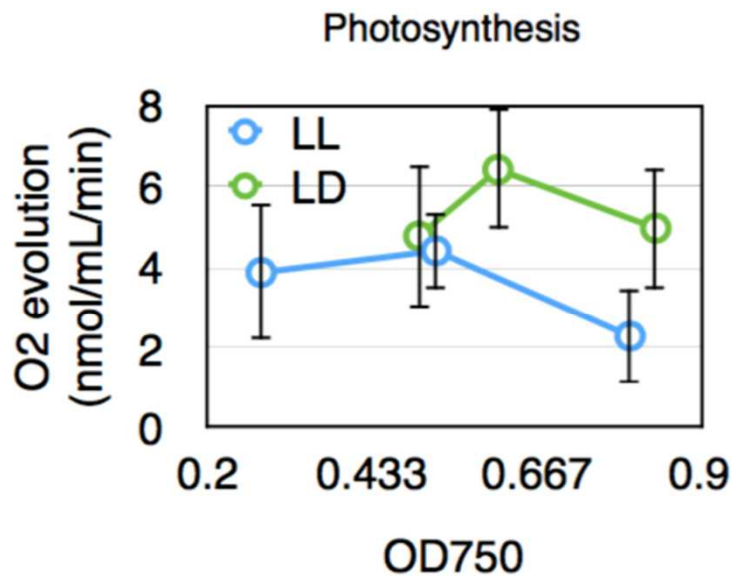 Photosynthesis
O2 evolution
(nmol/mL/min)
8
6
4
2
0
LL
LD
0.2 0.433 0.667 0.9
OD750